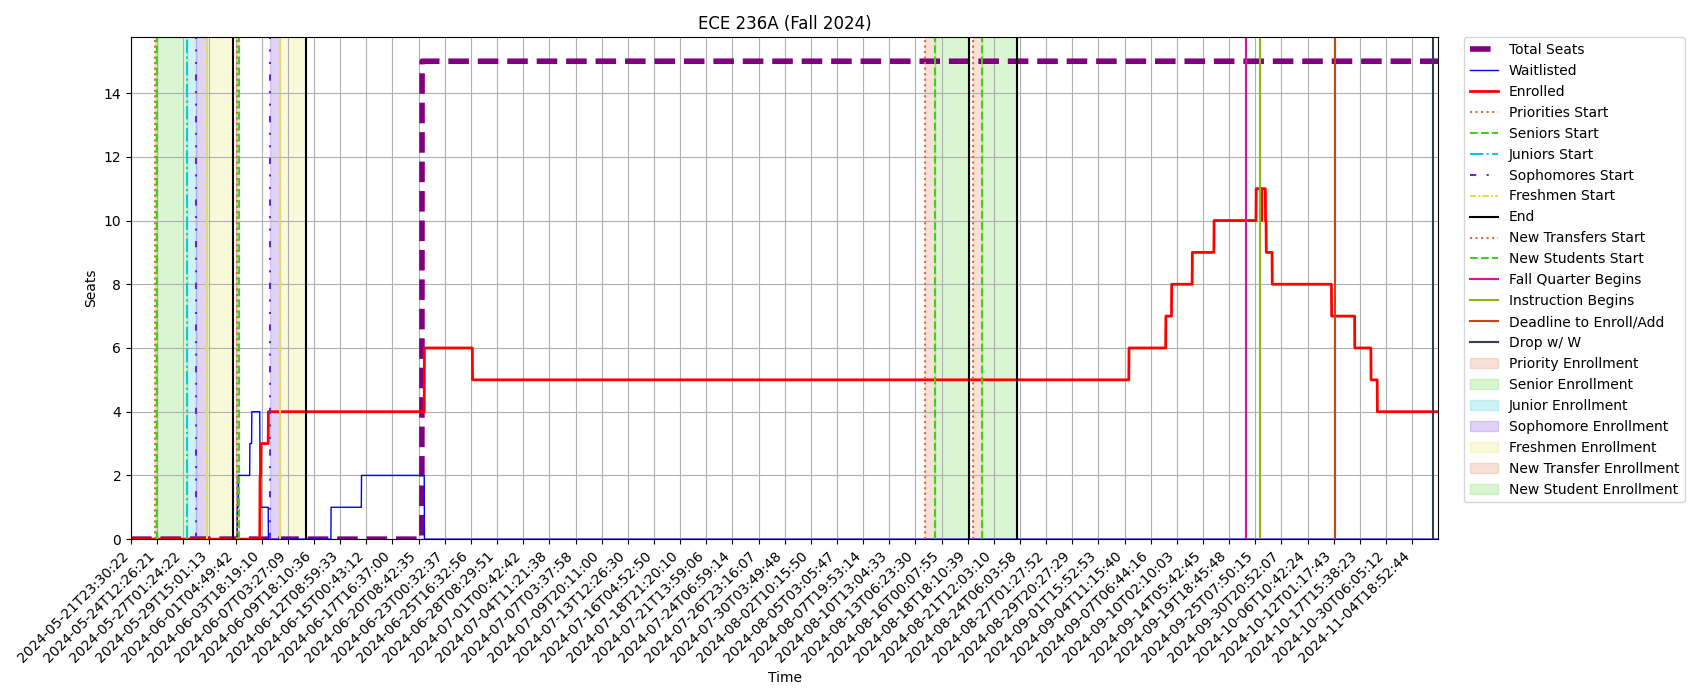 ECE 236A (Fall 2024)
Seats
14
12
10
8
6
4
2
0
2024-05-21T23:30:22
2024-05-24T12:26:21
2024-05-27T01:24:22
2024-05-29T15:01:13
2024-06-01T04:49:42
2024-06-03T18:19:10
2024-06-07T03:27:09
2024-06-09T18:10:36
2024-06-12T08:59:33
2024-06-15T00:43:12
2024-06-17T16:37:00
2024-06-20T08:42:35
2024-06-23T00:32:37
2024-06-25T16:32:56
2024-06-28T08:29:51
2024-07-01T00:42:42
2024-07-04T11:21:38
2024-07-07T03:37:58
2024-07-09T20:11:00
2024-07-13T12:26:30
2024-07-16T04:52:50
2024-07-18T21:20:10
2024-07-21T13:59:06
2024-07-24T06:59:14
2024-07-26T23:16:07
2024-07-30T03:49:48
2024-08-02T10:15:50
2024-08-05T03:05:47
2024-08-07T19:53:14
2024-08-10T13:04:33
2024-08-13T06:23:30
2024-08-16T00:07:55
2024-08-18T18:10:39
2024-08-21T12:03:10
2024-08-24T06:03:58
2024-08-27T01:27:52
2024-08-29T20:27:29
2024-09-01T15:52:53
2024-09-04T11:15:40
2024-09-07T06:44:16
2024-09-10T02:10:03
2024-09-14T05:42:45
2024-09-19T18:45:48
2024-09-25T07:50:15
2024-09-30T20:52:07
2024-10-06T10:42:24
2024-10-12T01:17:43
2024-10-17T15:38:23
2024-10-30T06:05:12
2024-11-04T18:52:44
Time
Total Seats
Waitlisted
Enrolled
Priorities Start
Seniors Start
Juniors Start
Sophomores Start
Freshmen Start
End
New Transfers Start
New Students Start
Fall Quarter Begins
Instruction Begins
Deadline to Enroll/Add
Drop w/ W
Priority Enrollment
Senior Enrollment
Junior Enrollment
Sophomore Enrollment
Freshmen Enrollment
New Transfer Enrollment
New Student Enrollment